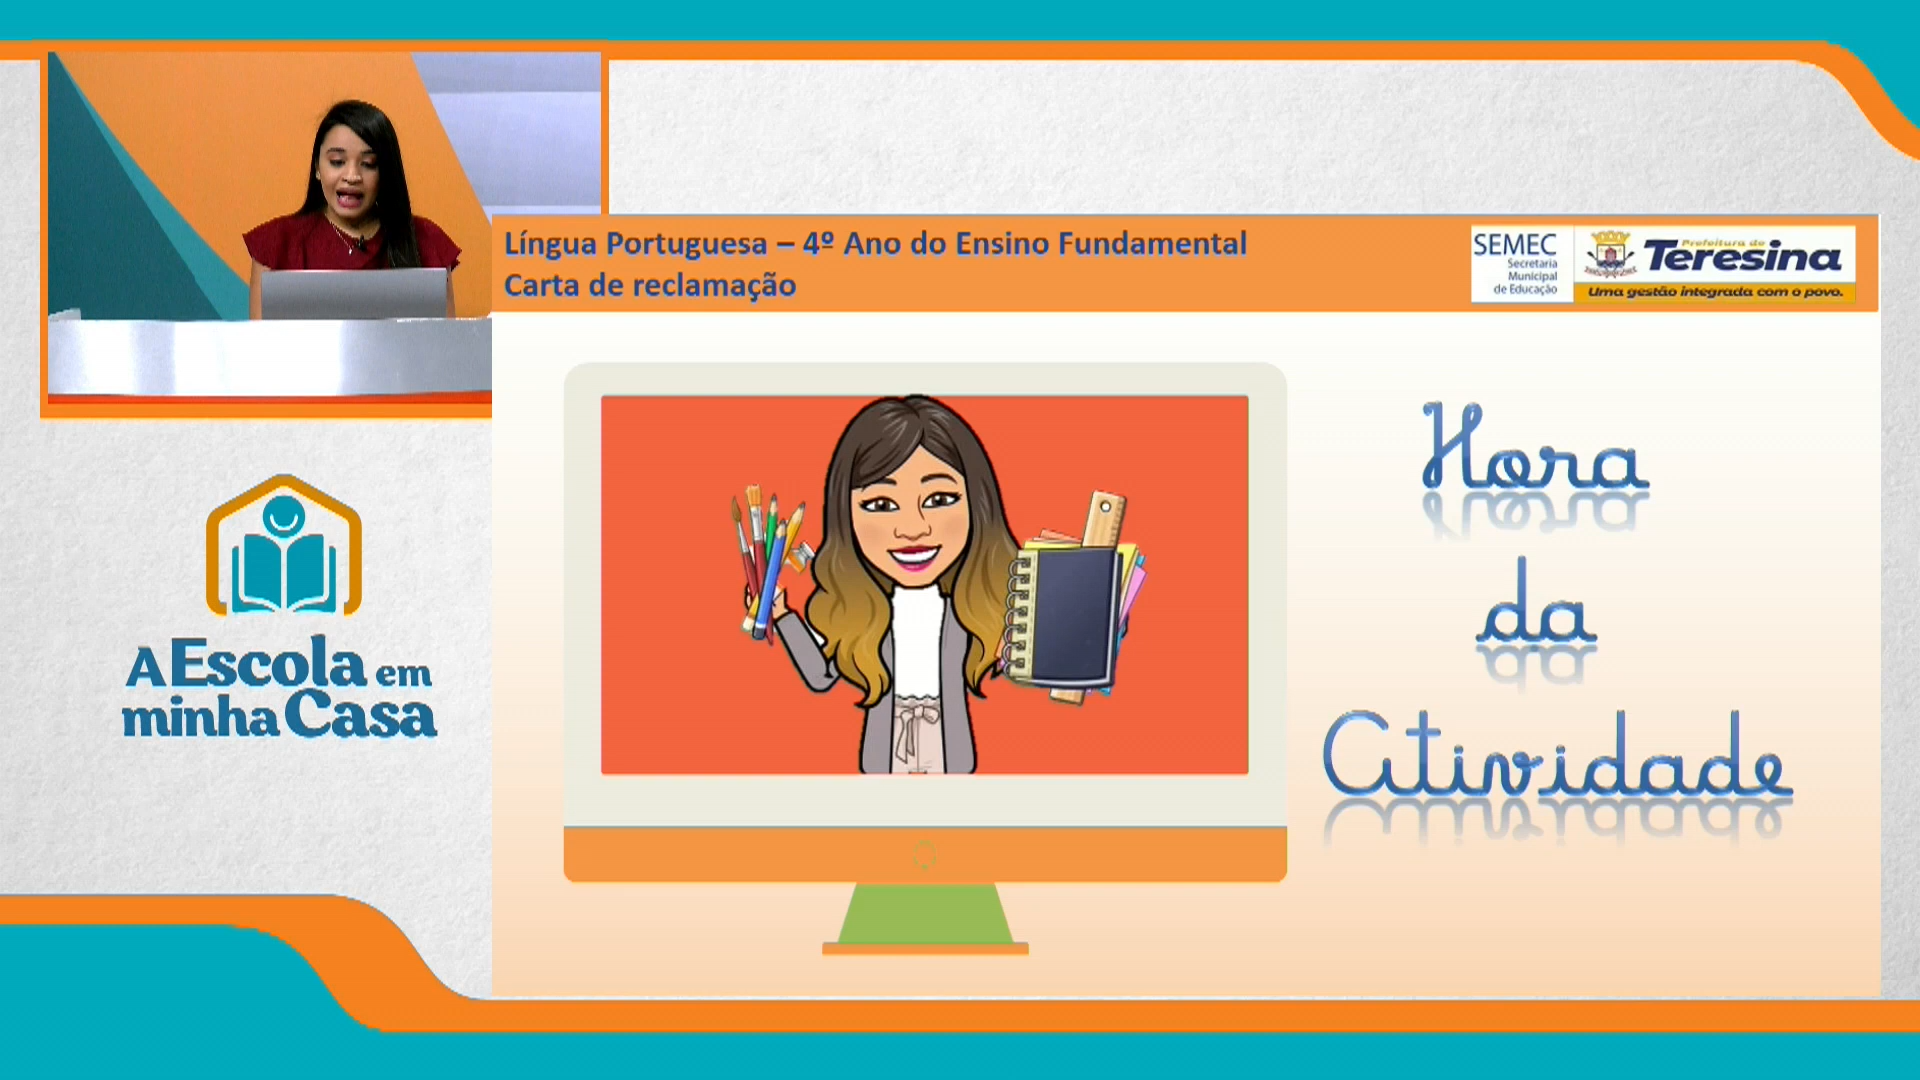 Língua Portuguesa – 4º Ano do Ensino Fundamental
Carta de reclamação
SEMEC
Secretaria
Municipal
de Educação
Prefeitura de
Teresina
Uma gestão integrada com o povo.
Hora
da
Atividade
A Escola em
minha Casa